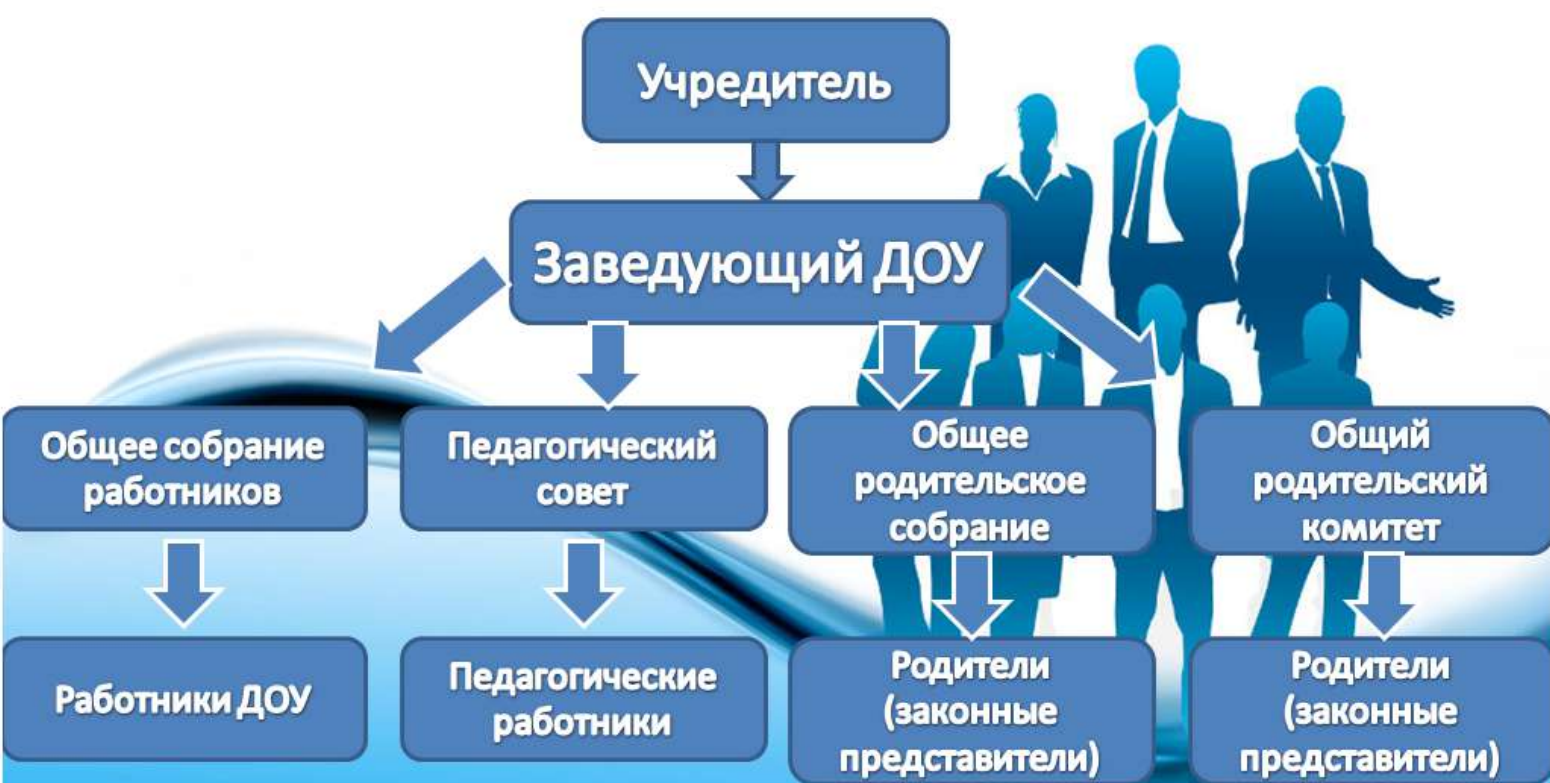 Учредитель
Заведующий ДОУ
Общее собрание
работников
Педагогический
совет
Общее
родительское
собрание
Общий
родительский
комитет
Работники ДОУ
Педагогические
работники
Родители
(законные
представители)
Родители
(законные
представители)